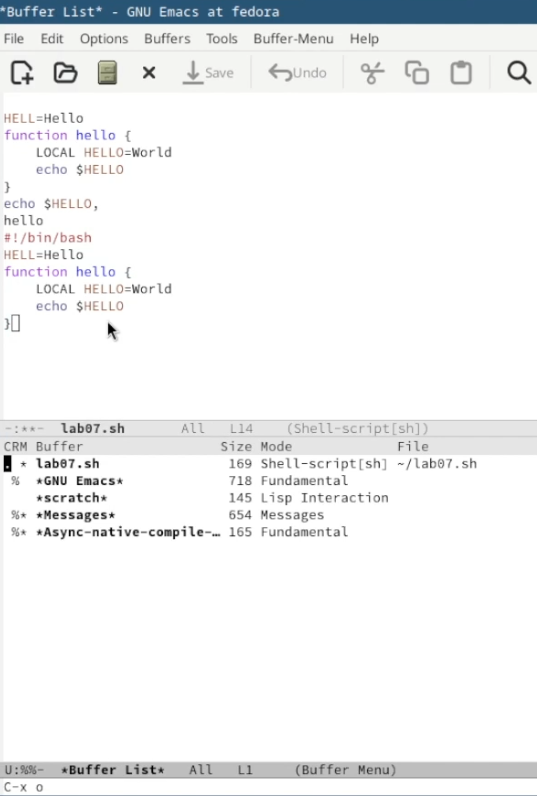 *Buffer List* - GNU Emacs at fedora
File Edit Options Buffers Tools Buffer-Menu Help
Save Undo
HELL=Hello
function hello {
    LOCAL HELLO=World
    echo $HELLO
}
echo $HELLO,
hello
#!/bin/bash
HELL=Hello
function hello {
    LOCAL HELLO=World
    echo $HELLO
}
-:**- lab07.sh All L14 (Shell-script[sh])
CRM Buffer Size Mode File
. * lab07.sh 169 Shell-script[sh] ~/lab07.sh
% *GNU Emacs* 718 Fundamental
*scratch* 145 Lisp Interaction
%* *Messages* 654 Messages
%* *Async-native-compile-… 165 Fundamental
U:%%- *Buffer List* All L1 (Buffer Menu)
C-x o